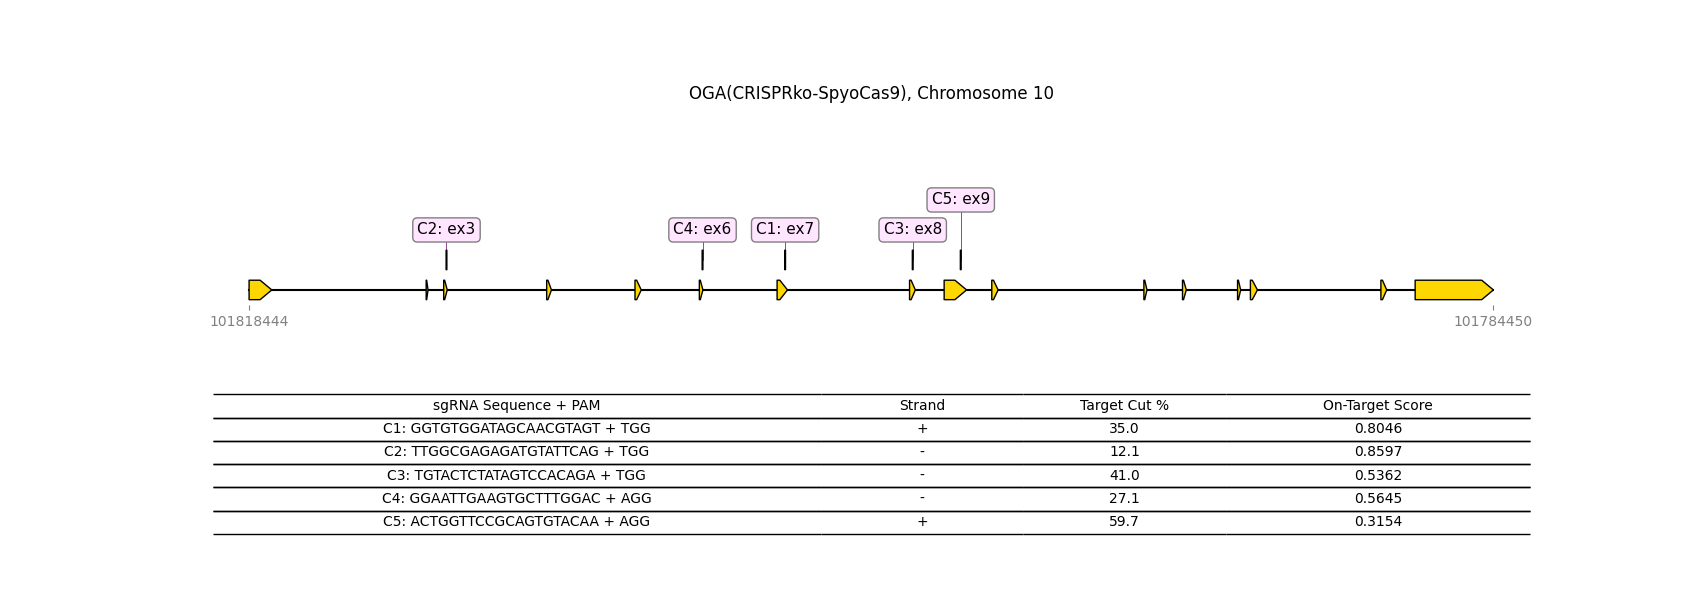 OGA(CRISPRko-SpyoCas9), Chromosome 10
C5: ex9
C2: ex3 C4: ex6 C1: ex7 C3: ex8
101818444 101784450
sgRNA Sequence + PAM Strand Target Cut % On-Target Score
C1: GGTGTGGATAGCAACGTAGT + TGG + 35.0 0.8046
C2: TTGGCGAGAGATGTATTCAG + TGG - 12.1 0.8597
C3: TGTACTCTATAGTCCACAGA + TGG - 41.0 0.5362
C4: GGAATTGAAGTGCTTTGGAC + AGG - 27.1 0.5645
C5: ACTGGTTCCGCAGTGTACAA + AGG + 59.7 0.3154